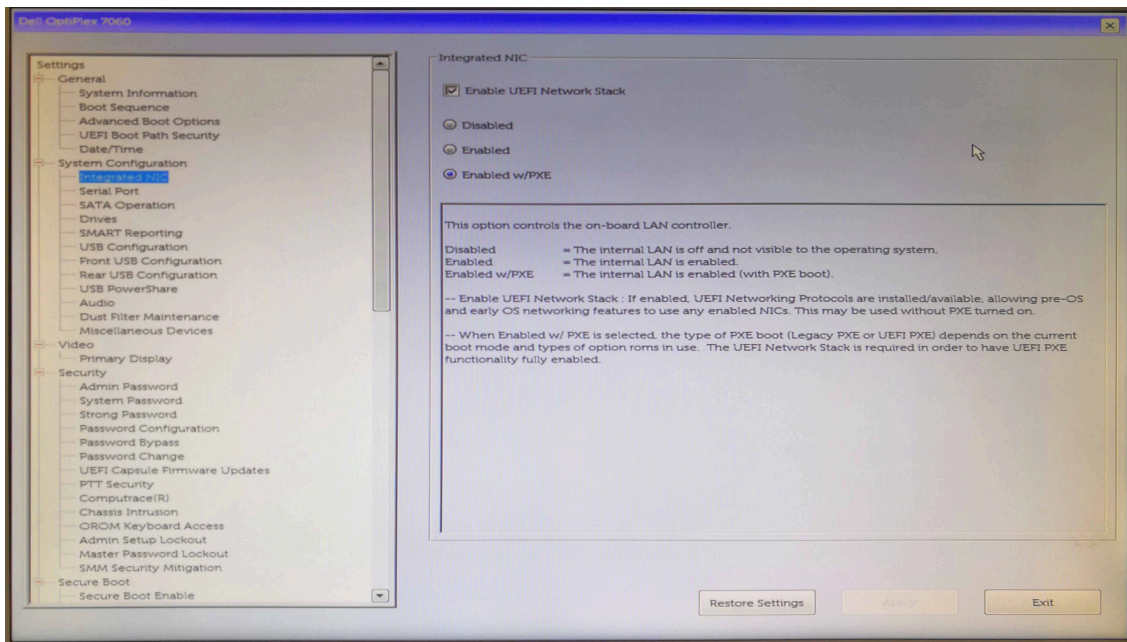 Dell OptiPlex 7060
Settings
General
System Information
Boot Sequence
Advanced Boot Options
UEFI Boot Path Security
Date/Time
System Configuration
Integrated NIC
Serial Port
SATA Operation
Drives
SMART Reporting
USB Configuration
Front USB Configuration
Rear USB Configuration
USB PowerShare
Audio
Dust Filter Maintenance
Miscellaneous Devices
Video
Primary Display
Security
Admin Password
System Password
Strong Password
Password Configuration
Password Bypass
Password Change
UEFI Capsule Firmware Updates
PTT Security
Computrace(R)
Chassis Intrusion
OROM Keyboard Access
Admin Setup Lockout
Master Password Lockout
SMM Security Mitigation
Secure Boot
Secure Boot Enable
Integrated NIC
Enable UEFI Network Stack
Disabled
Enabled
Enabled w/PXE
This option controls the on-board LAN controller.
Disabled = The internal LAN is off and not visible to the operating system.
Enabled = The internal LAN is enabled.
Enabled w/PXE = The internal LAN is enabled (with PXE boot).
-- Enable UEFI Network Stack : If enabled, UEFI Networking Protocols are installed/available, allowing pre-OS
and early OS networking features to use any enabled NICs. This may be used without PXE turned on.
-- When Enabled w/ PXE is selected, the type of PXE boot (Legacy PXE or UEFI PXE) depends on the current
boot mode and types of option roms in use. The UEFI Network Stack is required in order to have UEFI PXE
functionality fully enabled.
Restore Settings
Apply
Exit